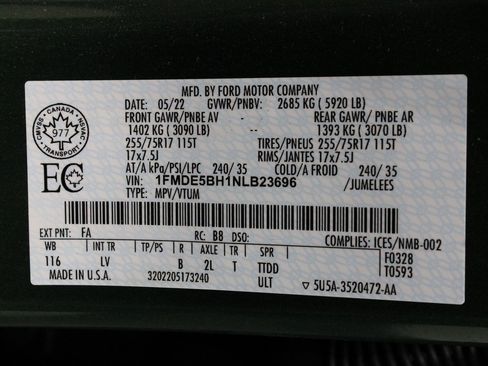 MFD. BY FORD MOTOR COMPANY
DATE: 05/22 GVWR/PNBV: 2685 KG ( 5920 LB)
FRONT GAWR/PNBE AV - REAR GAWR/ PNBE AR
1402 KG ( 3090 LB) 1393 KG ( 3070 LB)
255/75R17 115T TIRES/PNEUS 255/75R17 115T
17x7.5J RIMS/JANTES 17x7.5J
AT/A kPa/PSI/LPC 240/ 35 COLD/A FROID 240/ 35
VIN: 1FMDE5BH1NLB23696 /JUMELEES
TYPE: MPV/VTUM
CANADA
CMVSS NSVAC
977
TRANSPORT
EC
EXT PNT: FA RC: B8 DSO: COMPLIES: ICES/NMB-002
WB INT TR TP/PS R AXLE TR SPR F0328
116 LV B 2L T TTDD T0593
MADE IN U.S.A. 3202205173240 ULT 5U5A-3520472-AA